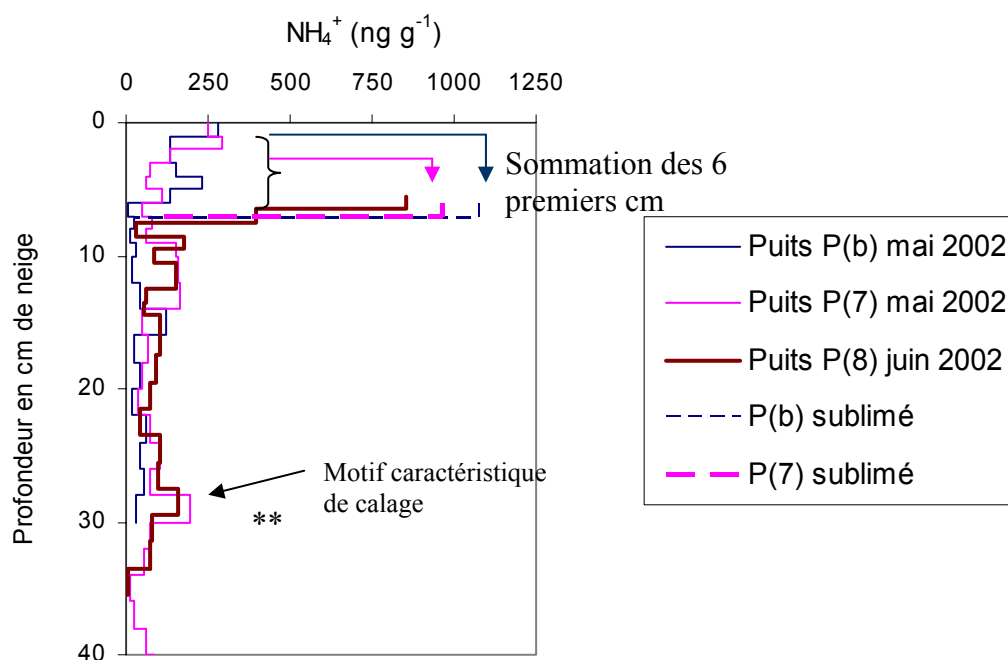 NH₄⁺ (ng g⁻¹)
0 250 500 750 1000 1250
0
10
20
30
40
Profondeur en cm de neige
Sommation des 6
premiers cm
Motif caractéristique
de calage
**
Puits P(b) mai 2002
Puits P(7) mai 2002
Puits P(8) juin 2002
P(b) sublimé
P(7) sublimé